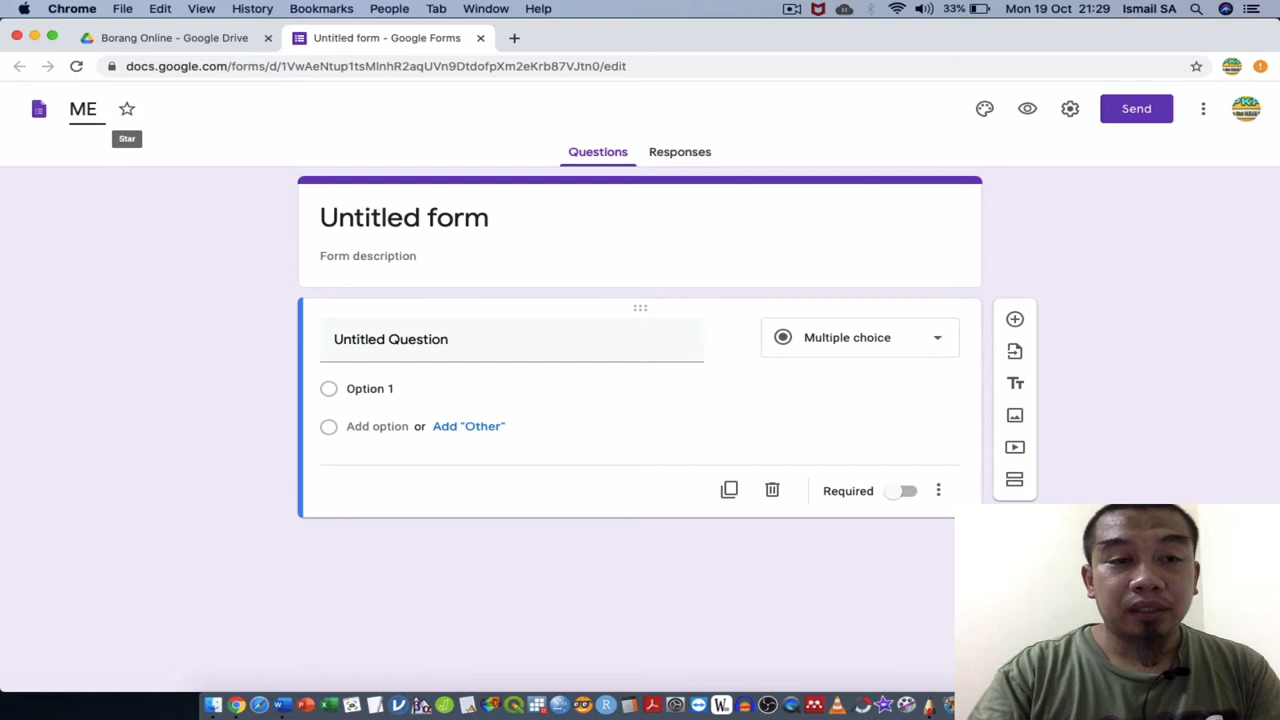 Chrome File Edit View History Bookmarks People Tab Window Help 33% Mon 19 Oct 21:29 Ismail SA
Borang Online - Google Drive Untitled form - Google Forms
docs.google.com/forms/d/1VwAeNtup1tsMlnhR2aqUVn9DtdofpXm2eKrb87VJtn0/edit
ME Send
Star
Questions Responses
Untitled form
Form description
Untitled Question Multiple choice
Option 1
Add option or Add "Other"
Required